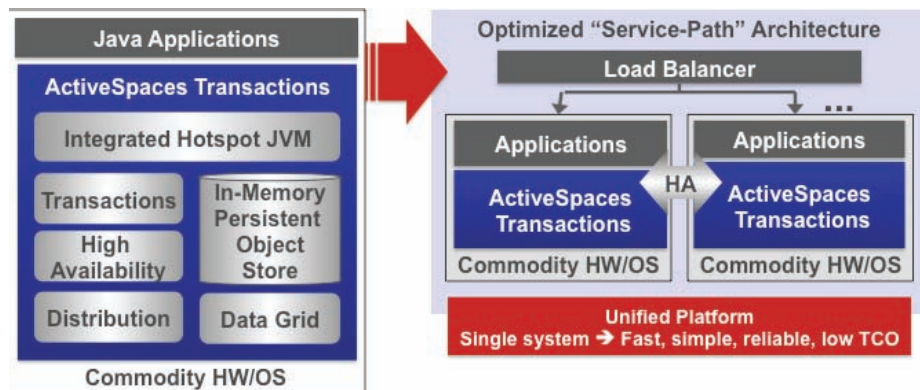 Java Applications
ActiveSpaces Transactions
Integrated Hotspot JVM
Transactions
High
Availability
Distribution
In-Memory
Persistent
Object
Store
Data Grid
Commodity HW/OS
Optimized “Service-Path” Architecture
Load Balancer
...
Applications
ActiveSpaces
Transactions
Commodity HW/OS
HA
Applications
ActiveSpaces
Transactions
Commodity HW/OS
Unified Platform
Single system ➔ Fast, simple, reliable, low TCO